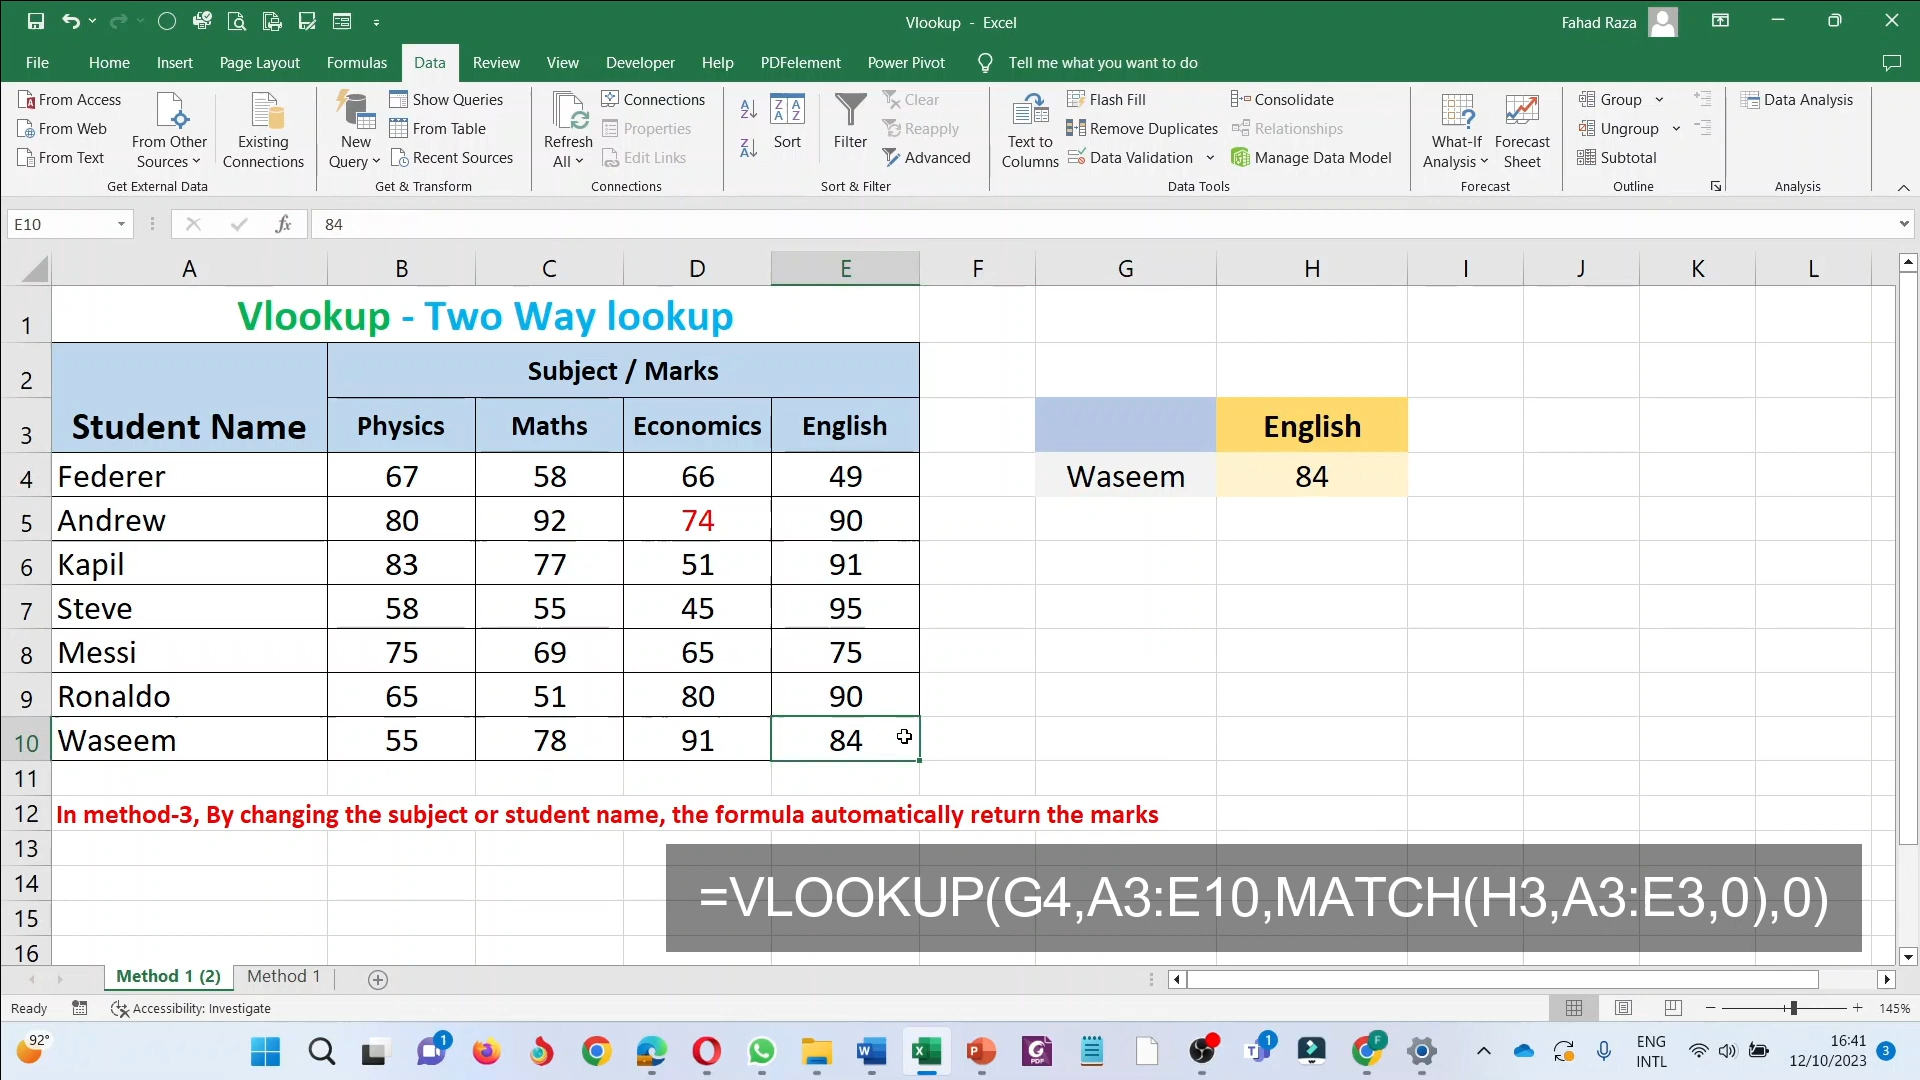 Vlookup - Excel
Fahad Raza
File Home Insert Page Layout Formulas Data Review View Developer Help PDFelement Power Pivot Tell me what you want to do
From Access
From Web
From Text
From Other Sources
Existing Connections
Get External Data
New Query
Show Queries
From Table
Recent Sources
Get & Transform
Refresh All
Connections
Properties
Edit Links
Connections
Sort
Filter
Clear
Reapply
Advanced
Sort & Filter
Text to Columns
Flash Fill
Remove Duplicates
Data Validation
Consolidate
Relationships
Manage Data Model
Data Tools
What-If Analysis
Forecast Sheet
Forecast
Group
Ungroup
Subtotal
Outline
Data Analysis
Analysis
E10 fx 84
A B C D E F G H I J K L
1 Vlookup - Two Way lookup
2 Subject / Marks
3 Student Name Physics Maths Economics English English
4 Federer 67 58 66 49 Waseem 84
5 Andrew 80 92 74 90
6 Kapil 83 77 51 91
7 Steve 58 55 45 95
8 Messi 75 69 65 75
9 Ronaldo 65 51 80 90
10 Waseem 55 78 91 84
11
12 In method-3, By changing the subject or student name, the formula automatically return the marks
13
14
15
16
=VLOOKUP(G4,A3:E10,MATCH(H3,A3:E3,0),0)
Method 1 (2) Method 1
Ready Accessibility: Investigate 145%
92°
1
1
ENG
INTL
16:41
12/10/2023
3